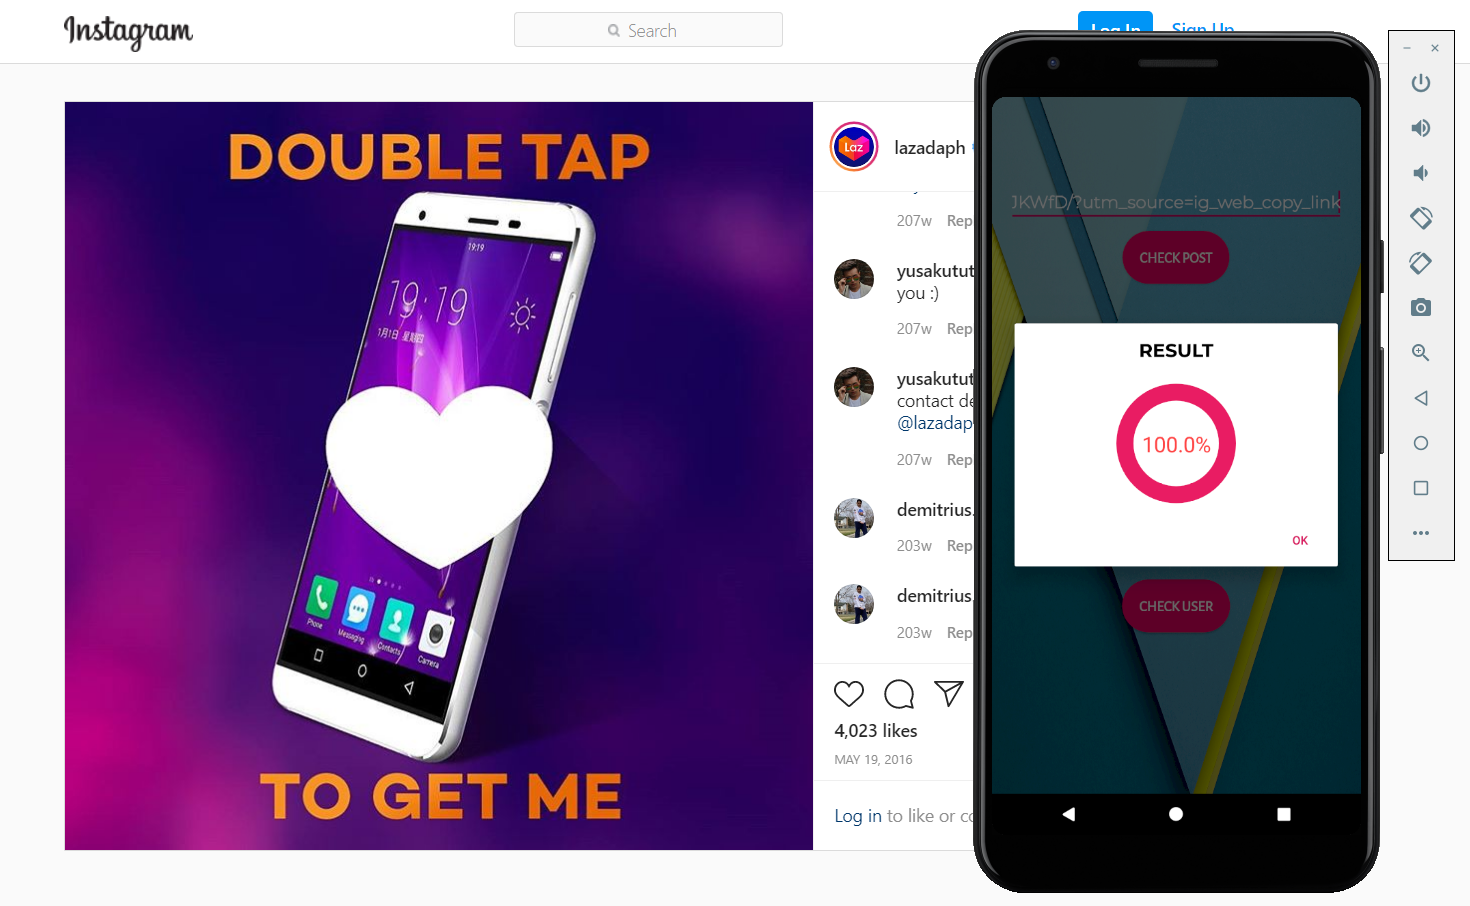 Instagram
Search
Log In
Sign Up
DOUBLE TAP
19:19
19:19
1月1日 星期四
Phone
Messaging
Contacts
Camera
TO GET ME
Laz
lazadaph
207w Rep
yusakutut
you :)
207w Rep
yusakutut
contact de
@lazadap
207w Rep
demitrius.
203w Rep
demitrius.
203w Rep
4,023 likes
MAY 19, 2016
Log in to like or co
JKWfD/?utm_source=ig_web_copy_link
CHECK POST
RESULT
100.0%
OK
CHECK USER